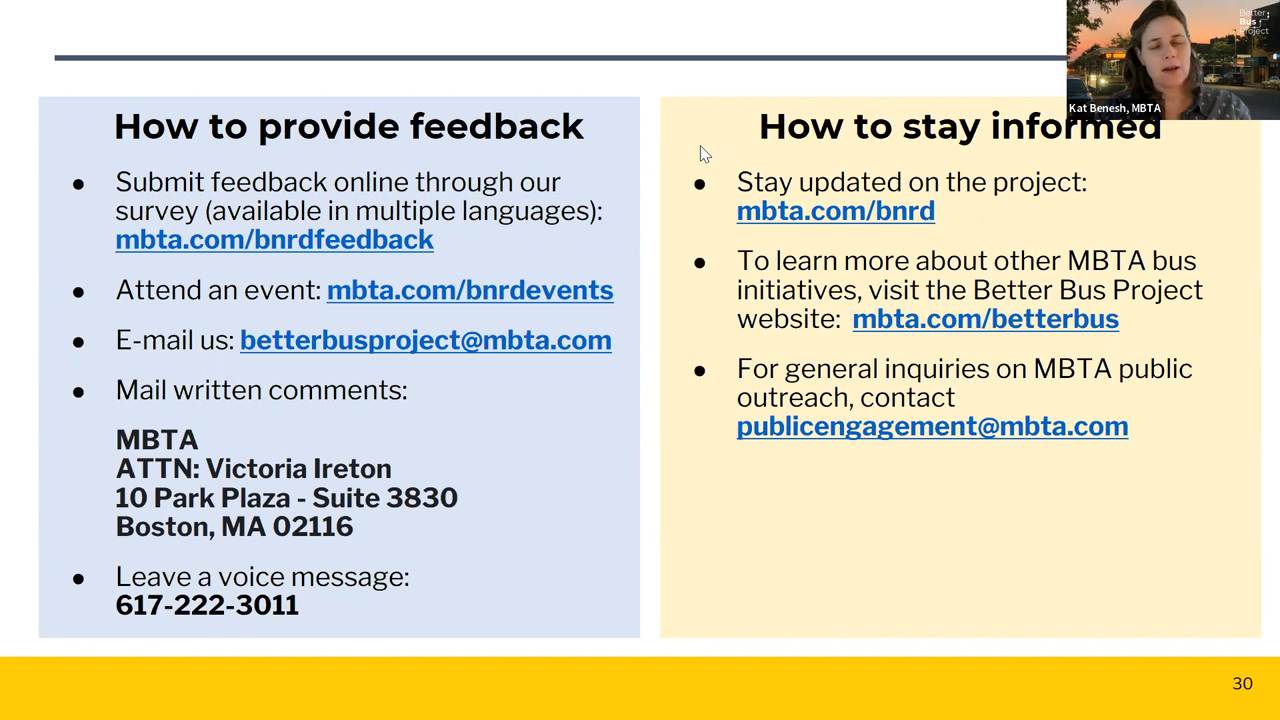 Better
Bus
Project
Kat Benesh, MBTA
How to provide feedback
● Submit feedback online through our
survey (available in multiple languages):
mbta.com/bnrdfeedback
● Attend an event: mbta.com/bnrdevents
● E-mail us: betterbusproject@mbta.com
● Mail written comments:
MBTA
ATTN: Victoria Ireton
10 Park Plaza - Suite 3830
Boston, MA 02116
● Leave a voice message:
617-222-3011
How to stay informed
● Stay updated on the project:
mbta.com/bnrd
● To learn more about other MBTA bus
initiatives, visit the Better Bus Project
website: mbta.com/betterbus
● For general inquiries on MBTA public
outreach, contact
publicengagement@mbta.com
30